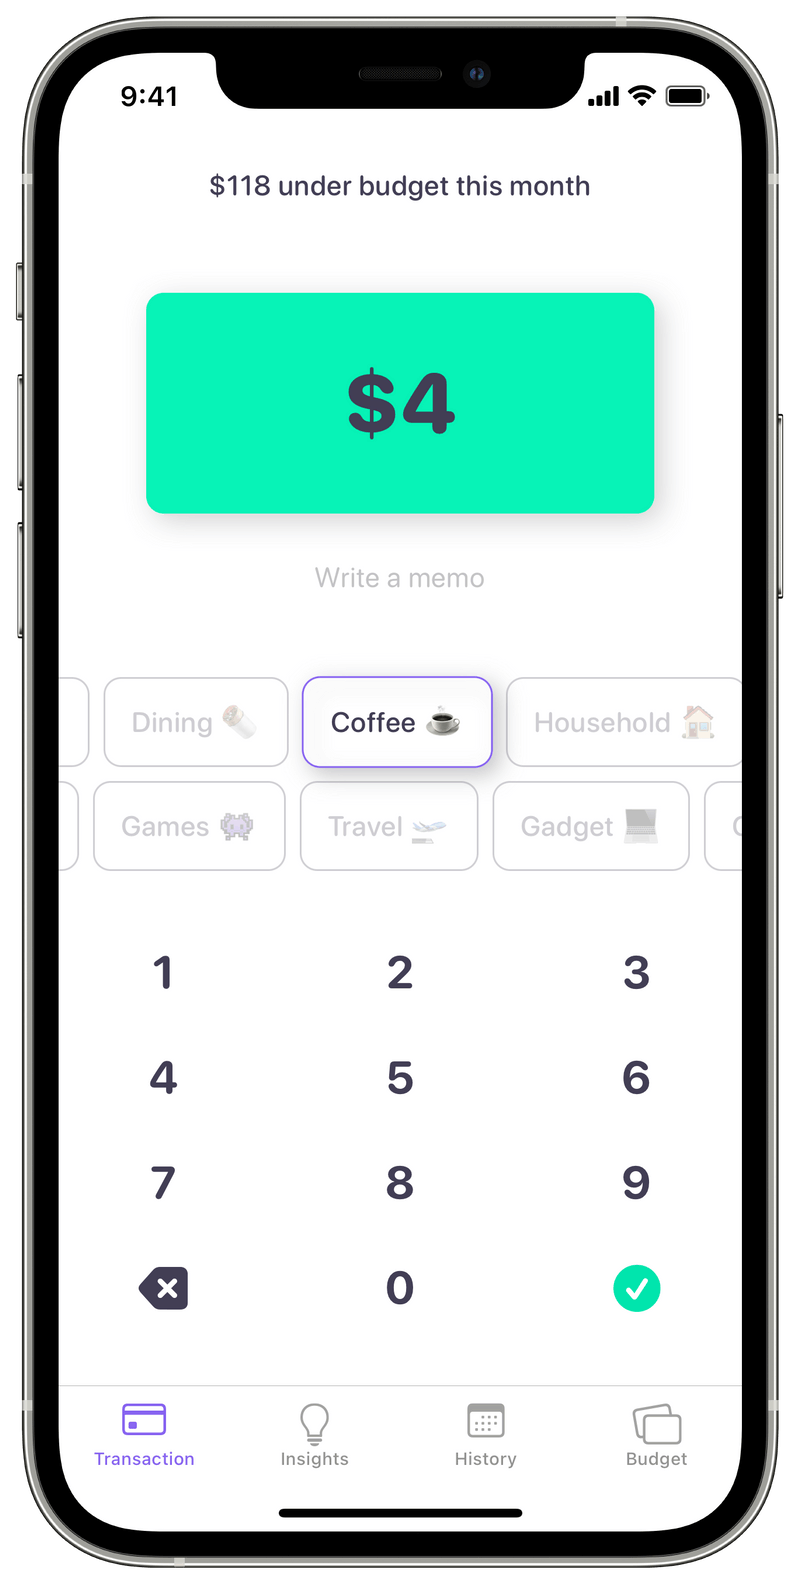 9:41
$118 under budget this month
$4
Write a memo
Dining Coffee Household
Games Travel Gadget
1 2 3
4 5 6
7 8 9
0
Transaction Insights History Budget